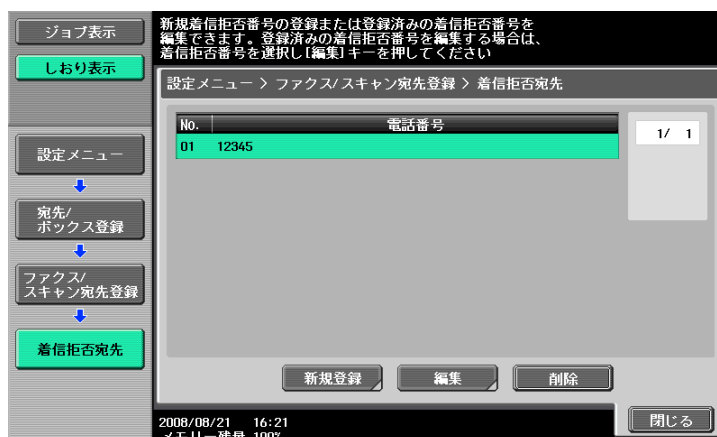 ジョブ表示
しおり表示
新規着信拒否番号の登録または登録済みの着信拒否番号を
編集できます。登録済みの着信拒否番号を編集する場合は、
着信拒否番号を選択し[編集]キーを押してください
設定メニュー > ファクス/スキャン宛先登録 > 着信拒否宛先
No. 電話番号
01 12345
1/ 1
設定メニュー
宛先/
ボックス登録
ファクス/
スキャン宛先登録
着信拒否宛先
新規登録 編集 削除
2008/08/21 16:21
メモリー残量 100%
閉じる